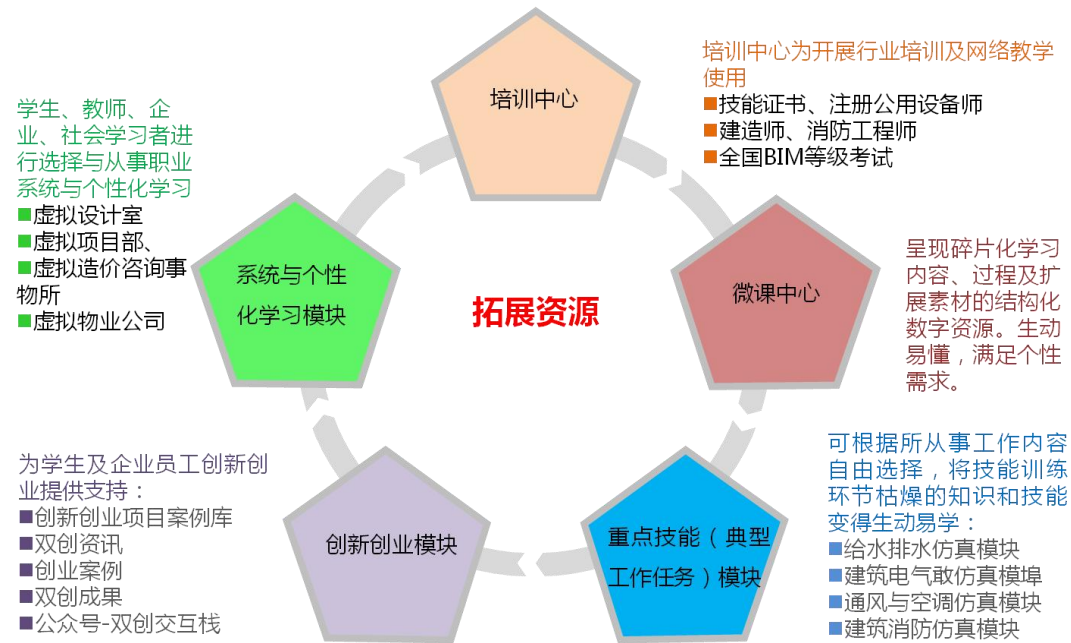 培训中心
培训中心为开展行业培训及网络教学
使用
■技能证书、注册公用设备师
■建造师、消防工程师
■全国BIM等级考试
学生、教师、企
业、社会学习者进
行选择与从事职业
系统与个性化学习
■虚拟设计室
■虚拟项目部、
■虚拟造价咨询事
物所
■虚拟物业公司
系统与个性
化学习模块
拓展资源
微课中心
呈现碎片化学习
内容、过程及扩
展素材的结构化
数字资源。生动
易懂，满足个性
需求。
为学生及企业员工创新创
业提供支持：
■创新创业项目案例库
■双创资讯
■创业案例
■双创成果
■公众号-双创交互栈
创新创业模块
重点技能（典型
工作任务）模块
可根据所从事工作内容
自由选择，将技能训练
环节枯燥的知识和技能
变得生动易学：
■给水排水仿真模块
■建筑电气敢仿真模埠
■通风与空调仿真模块
■建筑消防仿真模块